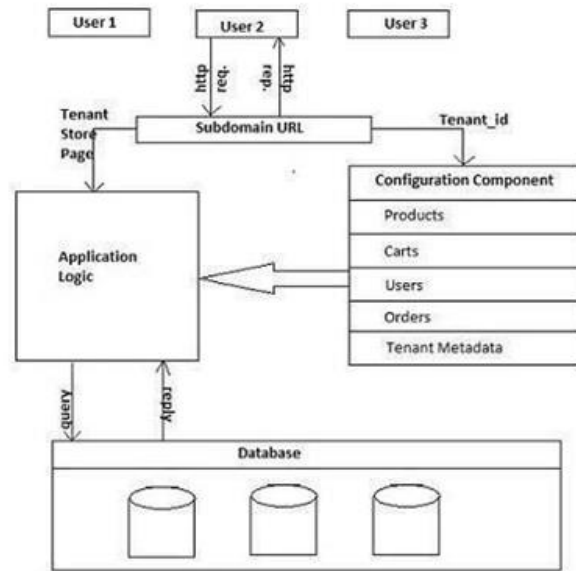 User 1
User 2
User 3
http
req.
rep.
http
Tenant
Store
Page
Subdomain URL
Tenant_id
Configuration Component
Products
Carts
Users
Orders
Tenant Metadata
Application
Logic
query
reply
Database